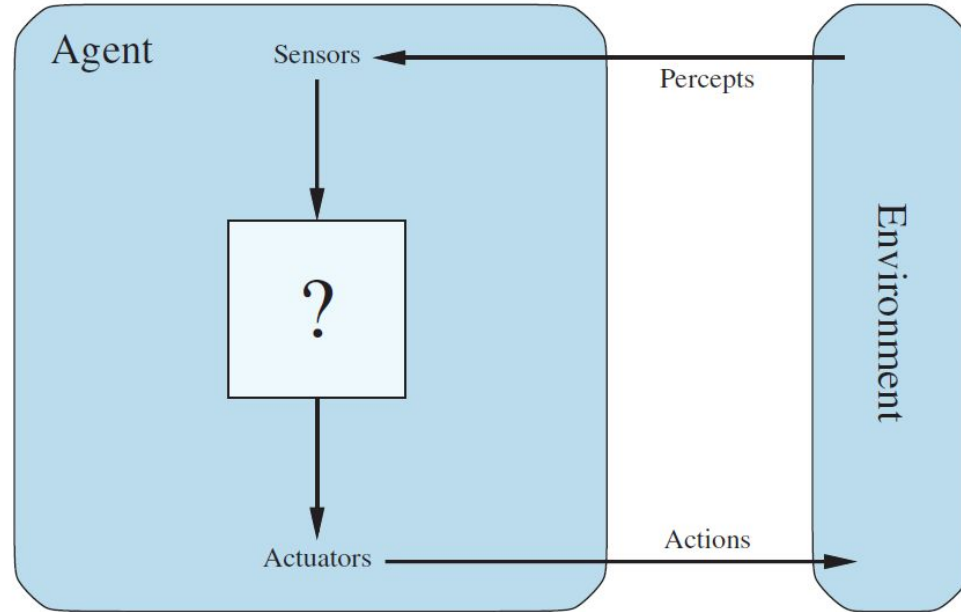 Agent
Sensors
Percepts
?
Environment
Actuators
Actions